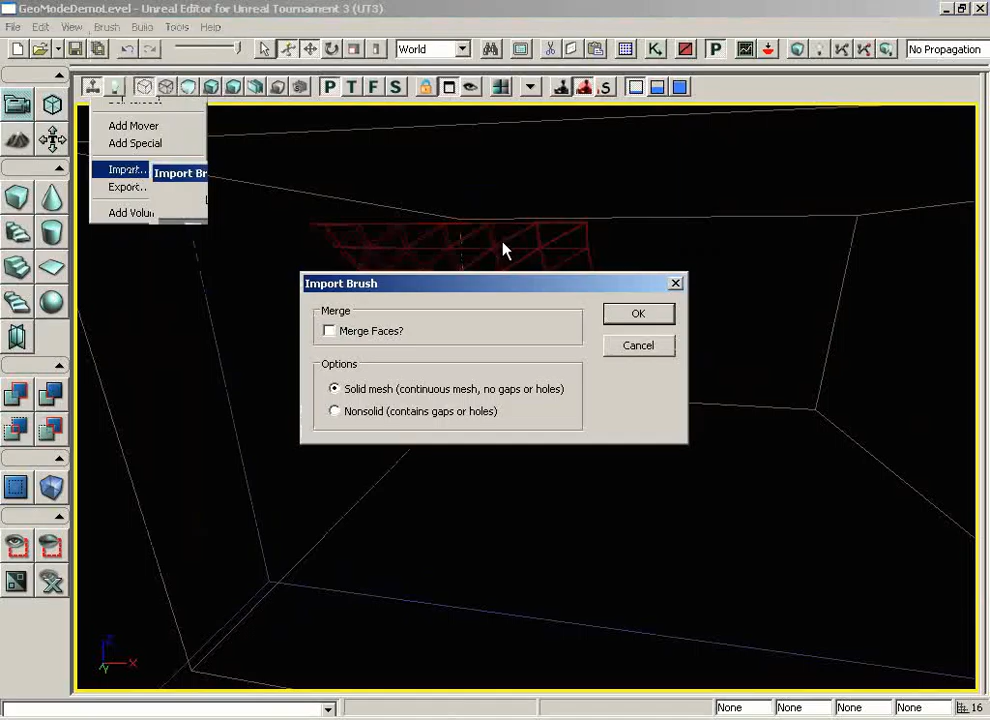 GeoModeDemoLevel - Unreal Editor for Unreal Tournament 3 (UT3)
File Edit View Brush Build Tools Help
World
No Propagation
P T F S
Add Mover
Add Special
Import..
Import Br
Export..
Add Volu
Import Brush
Merge
Merge Faces?
OK
Cancel
Options
Solid mesh (continuous mesh, no gaps or holes)
Nonsolid (contains gaps or holes)
Z
X
Y
None None None None 16